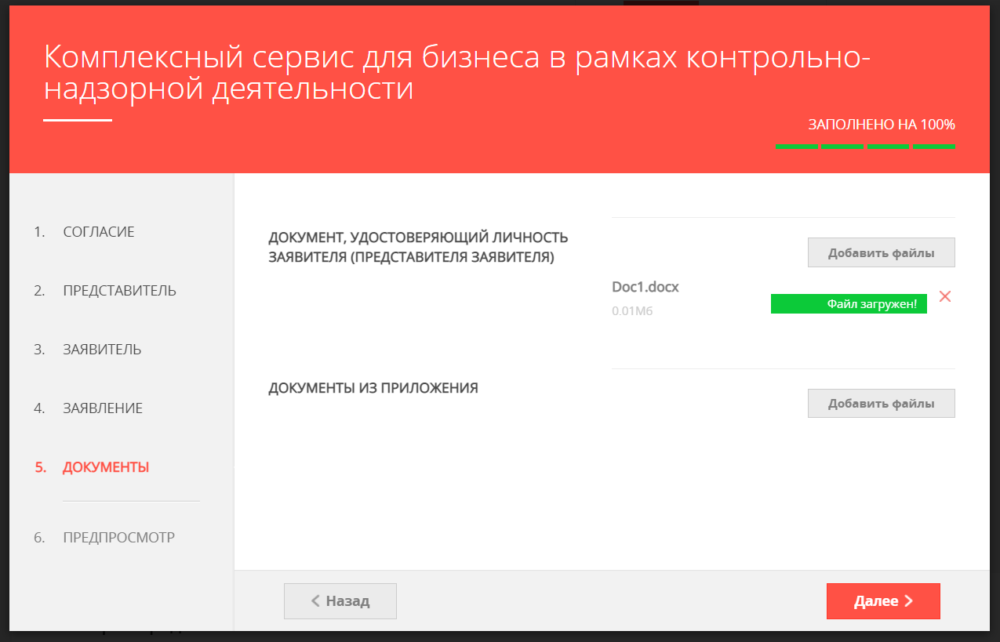 Комплексный сервис для бизнеса в рамках контрольно-
надзорной деятельности
ЗАПОЛНЕНО НА 100%
1. СОГЛАСИЕ
2. ПРЕДСТАВИТЕЛЬ
3. ЗАЯВИТЕЛЬ
4. ЗАЯВЛЕНИЕ
5. ДОКУМЕНТЫ
6. ПРЕДПРОСМОТР
ДОКУМЕНТ, УДОСТОВЕРЯЮЩИЙ ЛИЧНОСТЬ
ЗАЯВИТЕЛЯ (ПРЕДСТАВИТЕЛЯ ЗАЯВИТЕЛЯ)
Добавить файлы
Doc1.docx
0.01Мб
Файл загружен!
ДОКУМЕНТЫ ИЗ ПРИЛОЖЕНИЯ
Добавить файлы
Назад
Далее